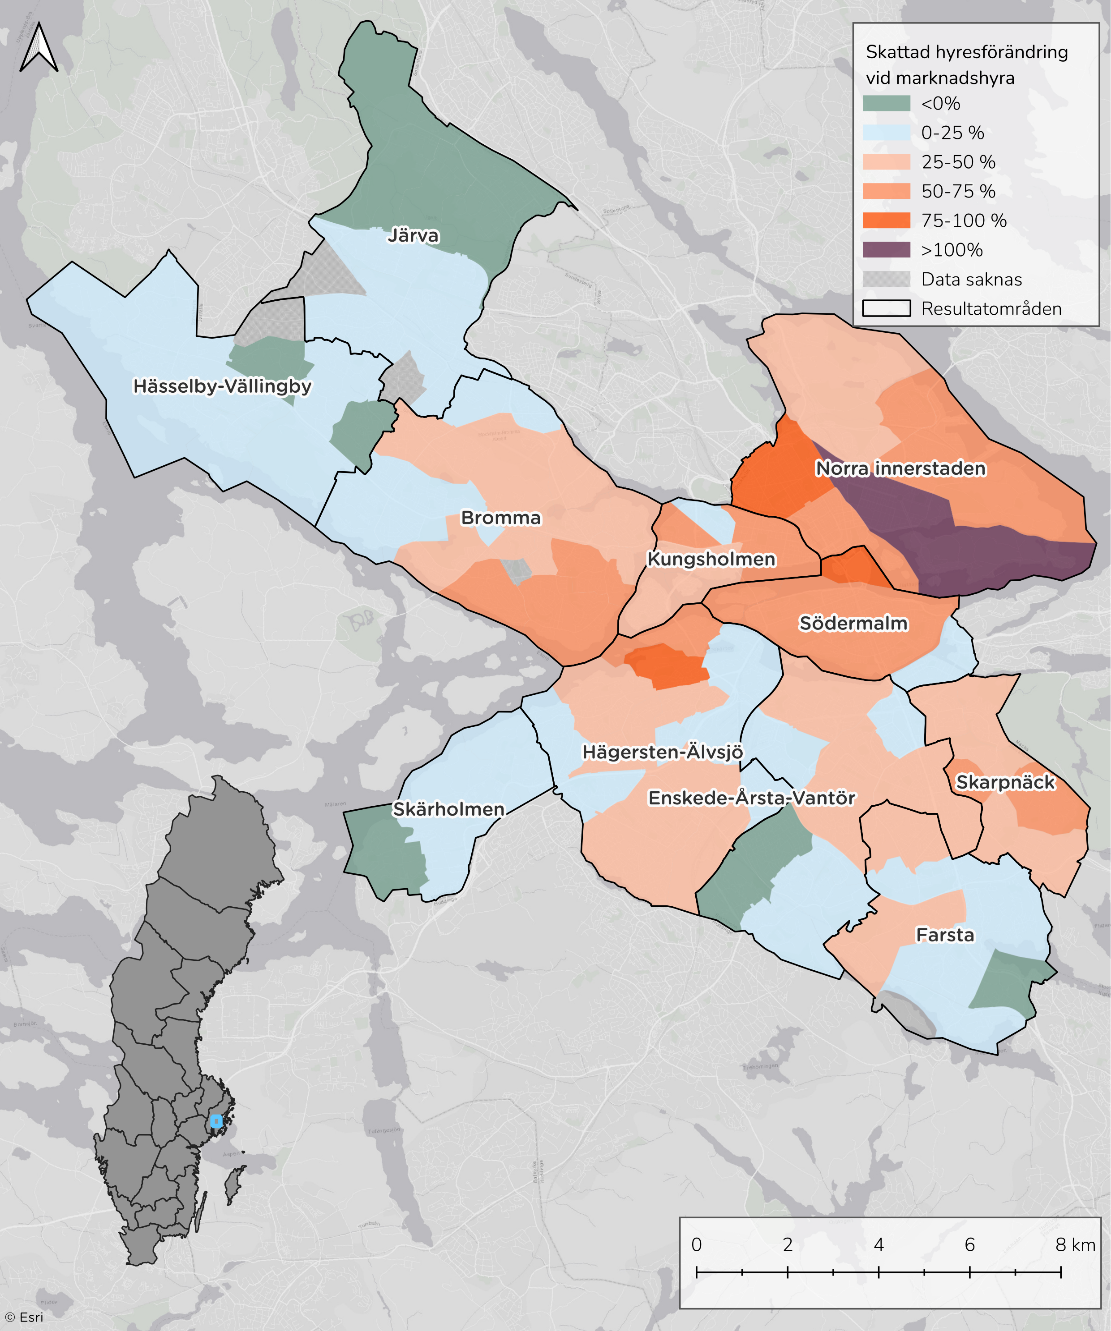 Skattad hyresförändring
vid marknadshyra
<0%
0-25 %
25-50 %
50-75 %
75-100 %
>100%
Data saknas
Resultatområden
Järva
Hässelby-Vällingby
Norra innerstaden
Bromma
Kungsholmen
Södermalm
Hägersten-Älvsjö
Skarpnäck
Enskede-Årsta-Vantör
Skärholmen
Farsta
0 2 4 6 8 km
© Esri